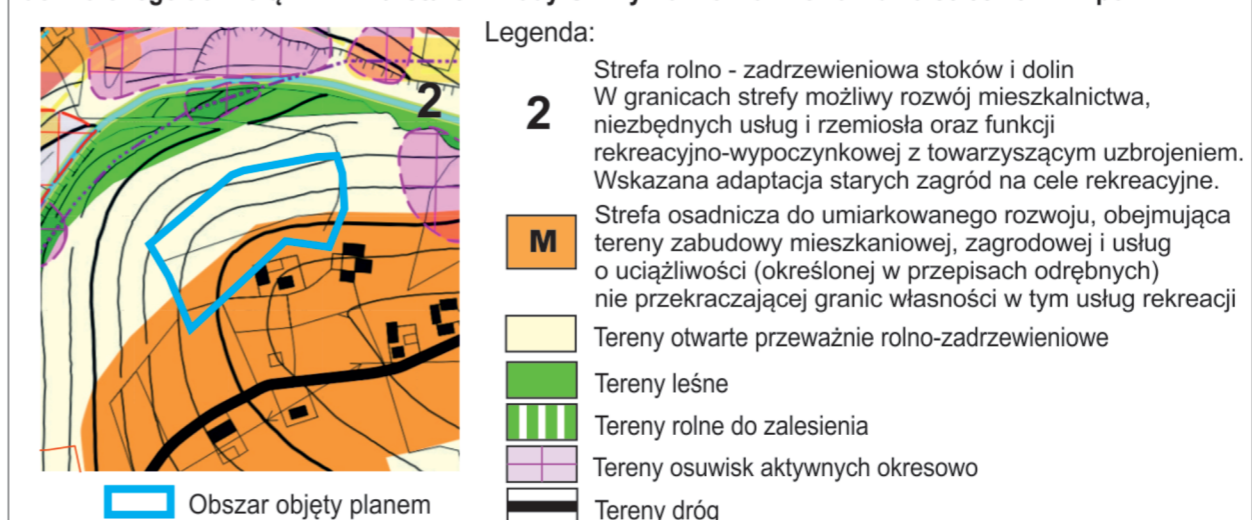 Legenda:
2
2
Strefa rolno - zadrzewieniowa stoków i dolin
W granicach strefy możliwy rozwój mieszkalnictwa,
niezbędnych usług i rzemiosła oraz funkcji
rekreacyjno-wypoczynkowej z towarzyszącym uzbrojeniem.
Wskazana adaptacja starych zagród na cele rekreacyjne.
M
Strefa osadnicza do umiarkowanego rozwoju, obejmująca
tereny zabudowy mieszkaniowej, zagrodowej i usług
o uciążliwości (określonej w przepisach odrębnych)
nie przekraczającej granic własności w tym usług rekreacji
Tereny otwarte przeważnie rolno-zadrzewieniowe
Tereny leśne
Tereny rolne do zalesienia
Tereny osuwisk aktywnych okresowo
Tereny dróg
Obszar objęty planem